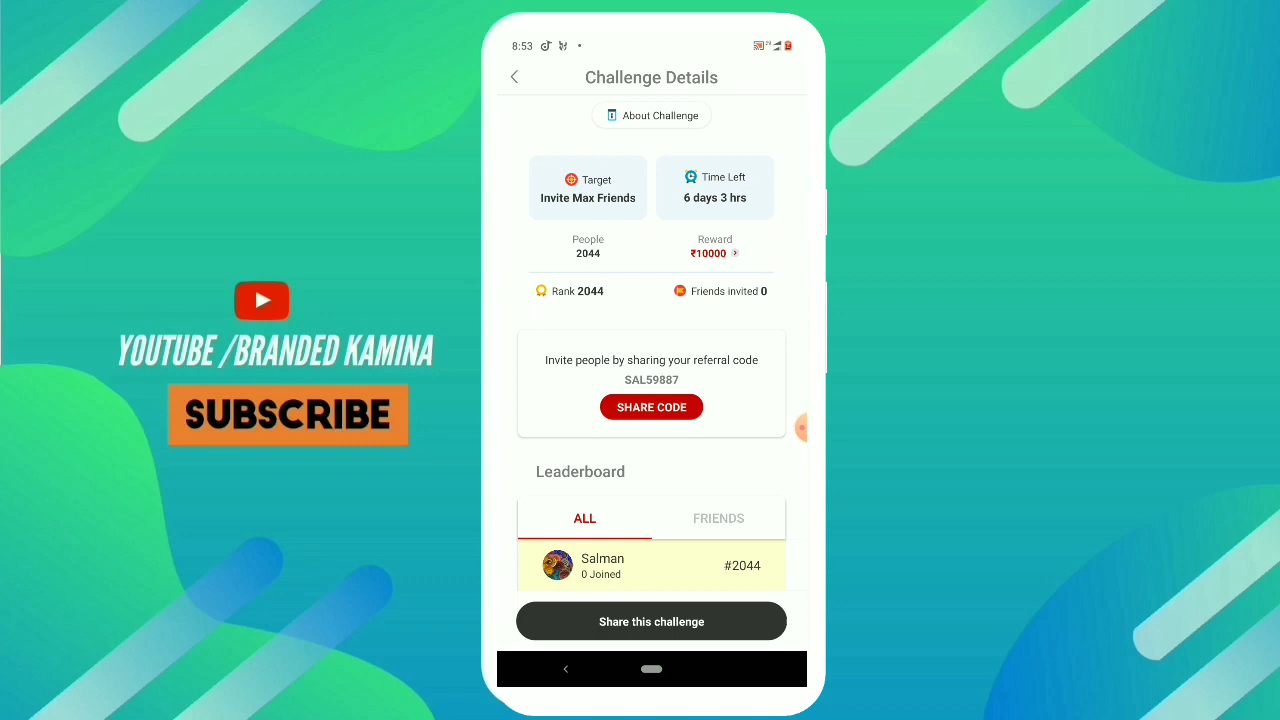 8:53
Challenge Details
About Challenge
Target
Invite Max Friends
Time Left
6 days 3 hrs
People
2044
Reward
₹10000
Rank 2044
Friends invited 0
Invite people by sharing your referral code
SAL59887
SHARE CODE
Leaderboard
ALL
FRIENDS
Salman
0 Joined
#2044
Share this challenge
YOUTUBE /BRANDED KAMINA
SUBSCRIBE